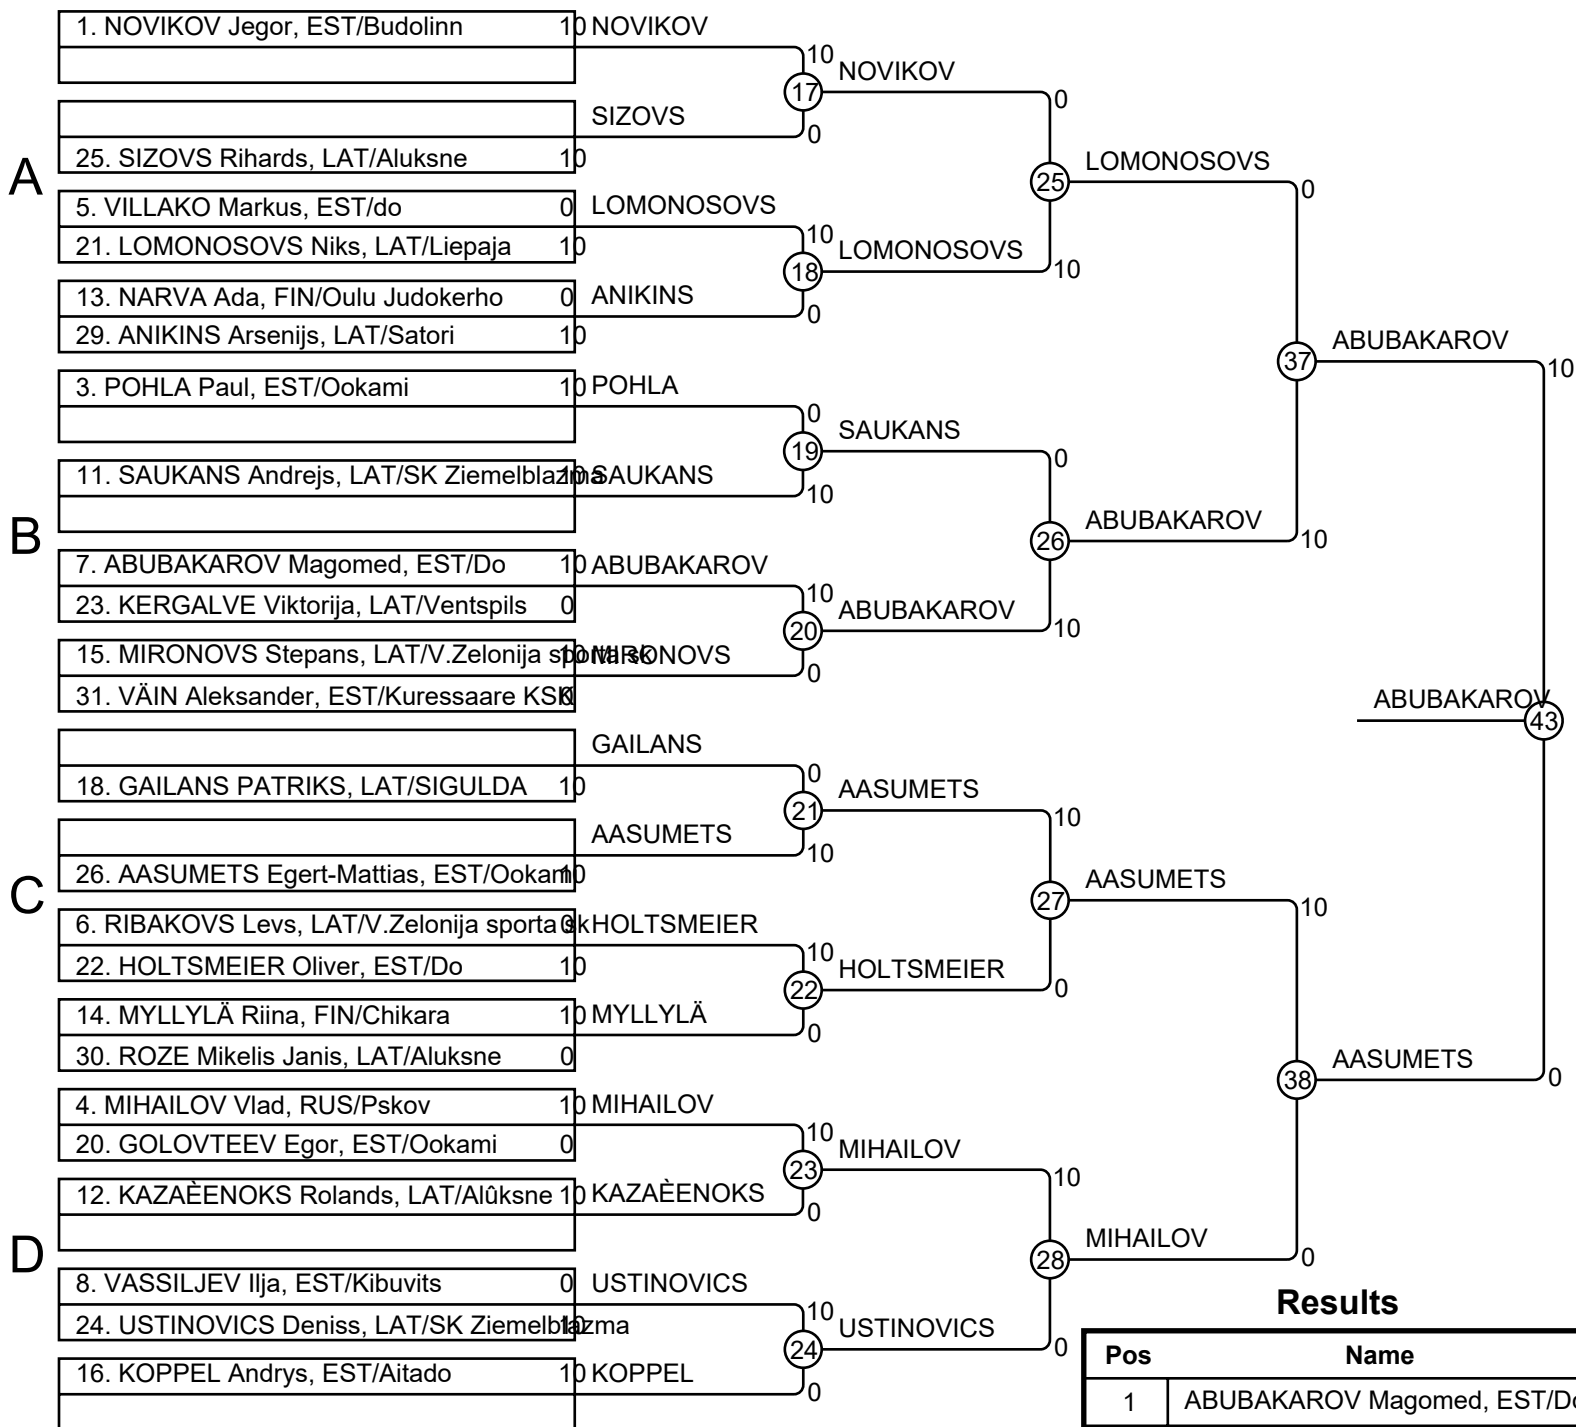 A
1. NOVIKOV Jegor, EST/Budolinn 10
25. SIZOVS Rihards, LAT/Aluksne 10
5. VILLAKO Markus, EST/do 0
21. LOMONOSOVS Niks, LAT/Liepaja 10
13. NARVA Ada, FIN/Oulu Judokerho 0
29. ANIKINS Arsenijs, LAT/Satori 10
B
3. POHLA Paul, EST/Ookami 10
11. SAUKANS Andrejs, LAT/SK Ziemelblazma 10
7. ABUBAKAROV Magomed, EST/Do 10
23. KERGALVE Viktorija, LAT/Ventspils 0
15. MIRONOVS Stepans, LAT/V.Zelonija sporta sk 10
31. VÄIN Aleksander, EST/Kuressaare KSK 0
C
18. GAILANS PATRIKS, LAT/SIGULDA 10
26. AASUMETS Egert-Mattias, EST/Ookami 10
6. RIBAKOVS Levs, LAT/V.Zelonija sporta sk 0
22. HOLTSMEIER Oliver, EST/Do 10
14. MYLLYLÄ Riina, FIN/Chikara 10
30. ROZE Mikelis Janis, LAT/Aluksne 0
D
4. MIHAILOV Vlad, RUS/Pskov 10
20. GOLOVTEEV Egor, EST/Ookami 0
12. KAZAÈENOKS Rolands, LAT/Alûksne 10
8. VASSILJEV Ilja, EST/Kibuvits 0
24. USTINOVICS Deniss, LAT/SK Ziemelblazma 10
16. KOPPEL Andrys, EST/Aitado 10
NOVIKOV 10
17
SIZOVS 0
LOMONOSOVS 10
18
ANIKINS 0
POHLA 0
19
SAUKANS 10
ABUBAKAROV 10
20
MIRONOVS 0
GAILANS 0
21
AASUMETS 10
HOLTSMEIER 10
22
MYLLYLÄ 0
MIHAILOV 10
23
KAZAÈENOKS 0
USTINOVICS 10
24
KOPPEL 0
NOVIKOV 0
25
LOMONOSOVS 10
SAUKANS 0
26
ABUBAKAROV 10
AASUMETS 10
27
HOLTSMEIER 0
MIHAILOV 10
28
USTINOVICS 0
LOMONOSOVS 0
37
ABUBAKAROV 10
AASUMETS 10
38
MIHAILOV 0
ABUBAKAROV 10
43
AASUMETS 0
ABUBAKAROV
Results
Pos Name
1 ABUBAKAROV Magomed, EST/Do